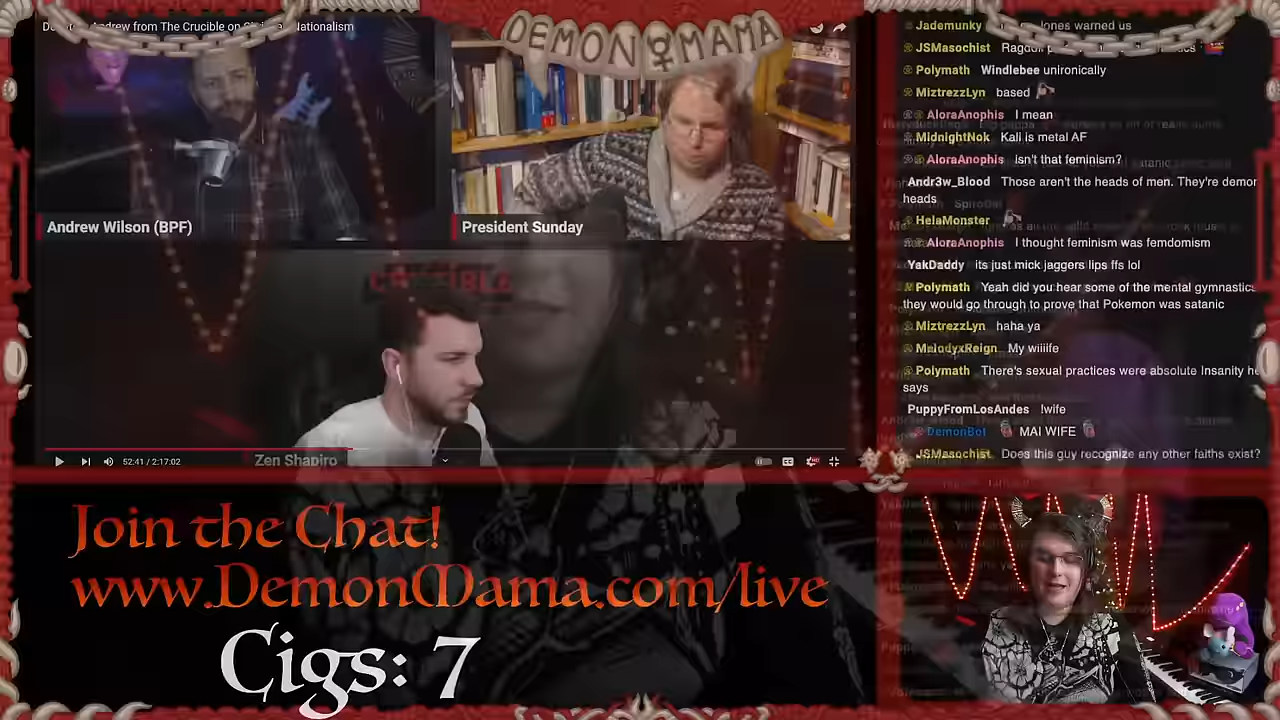 Nationalism
DEMON MAMA
Andrew Wilson (BPF)
President Sunday
Zen Shapiro
52:41 / 2:17:02
Jademunky
warned us
JSMasochist
Polymath Windlebee unironically
MiztrezzLyn based
AloraAnophis I mean
MidnightNok Kali is metal AF
AloraAnophis Isn't that feminism?
Andr3w_Blood Those aren't the heads of men. They're demon
heads
HelaMonster
AloraAnophis I thought feminism was femdomism
YakDaddy its just mick jaggers lips ffs lol
Polymath Yeah did you hear some of the mental gymnastics
they would go through to prove that Pokemon was satanic
MiztrezzLyn haha ya
MelodyxReign My wiiiife
Polymath There's sexual practices were absolute Insanity he
says
PuppyFromLosAndes !wife
DemonBot MAI WIFE
JSMasochist Does this guy recognize any other faiths exist?
Join the Chat!
www.DemonMama.com/live
Cigs: 7